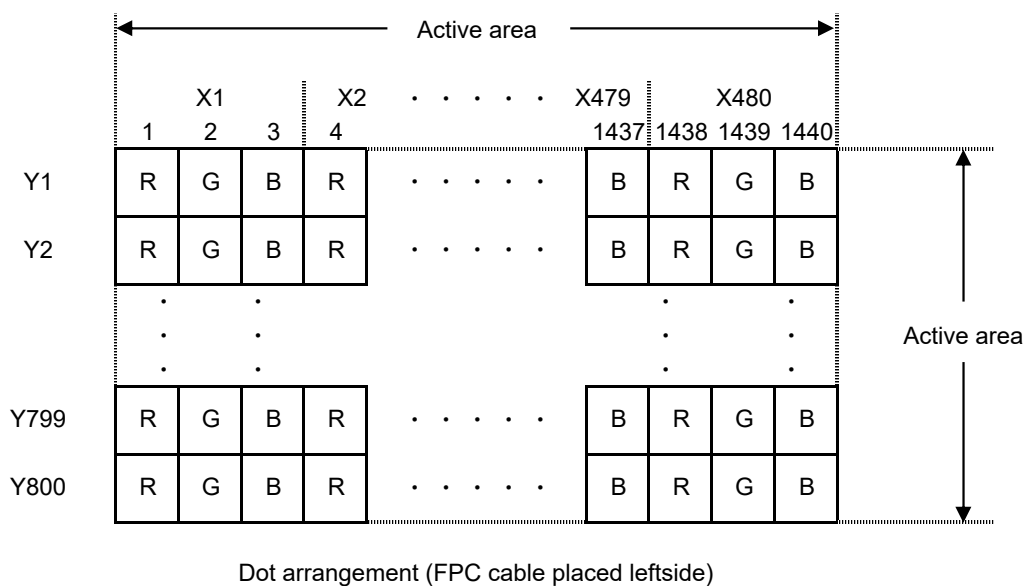 Active area
X1 X2 · · · · · X479 X480
1 2 3 4 1437 1438 1439 1440
Y1 R G B R · · · · · B R G B
Y2 R G B R · · · · · B R G B
· · · ·
· · · ·
Active area
· · · ·
Y799 R G B R · · · · · B R G B
Y800 R G B R · · · · · B R G B
Dot arrangement (FPC cable placed leftside)